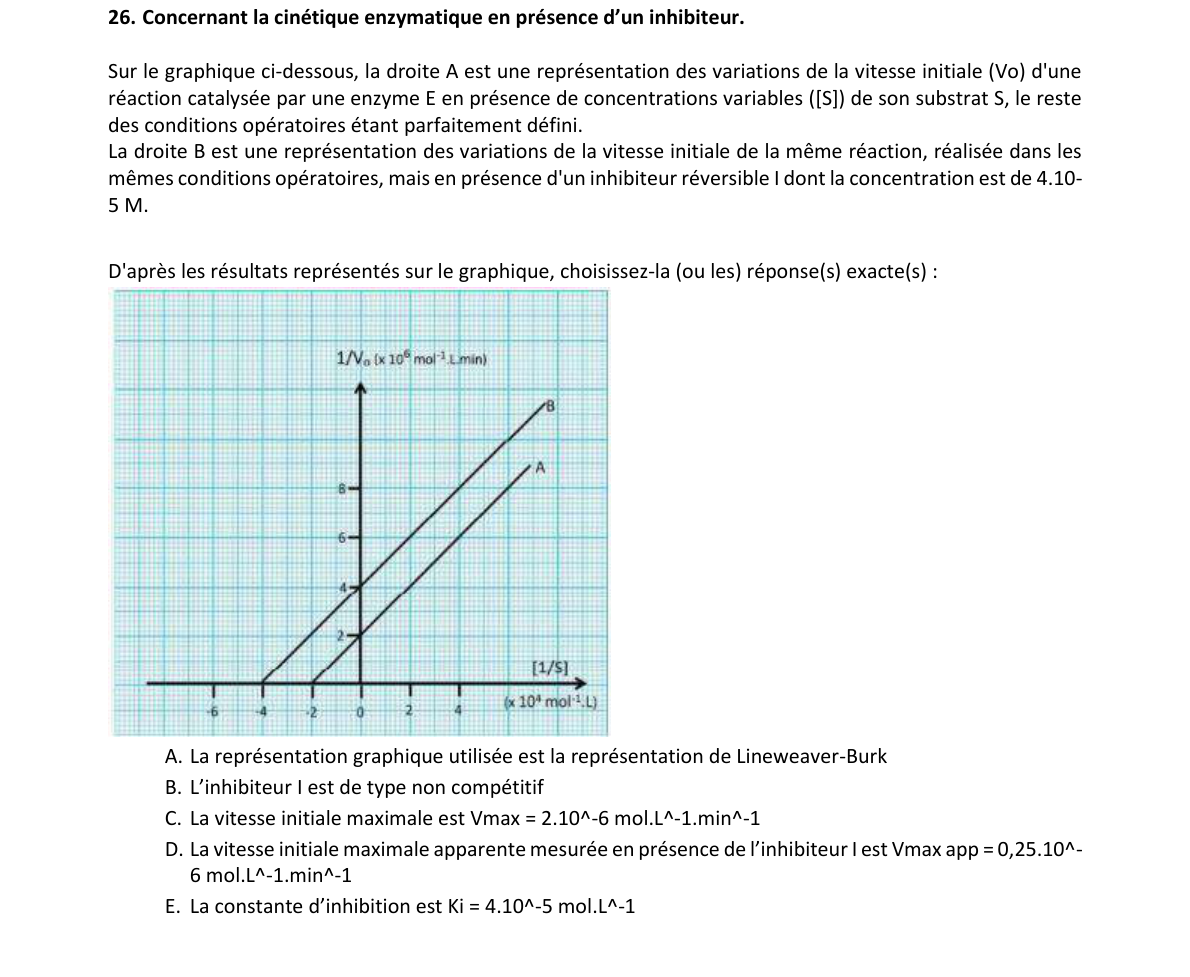 26. Concernant la cinétique enzymatique en présence d’un inhibiteur.
Sur le graphique ci-dessous, la droite A est une représentation des variations de la vitesse initiale (Vo) d'une
réaction catalysée par une enzyme E en présence de concentrations variables ([S]) de son substrat S, le reste
des conditions opératoires étant parfaitement défini.
La droite B est une représentation des variations de la vitesse initiale de la même réaction, réalisée dans les
mêmes conditions opératoires, mais en présence d'un inhibiteur réversible I dont la concentration est de 4.10-
5 M.
D'après les résultats représentés sur le graphique, choisissez-la (ou les) réponse(s) exacte(s) :
1/V₀ (x 10⁶ mol⁻¹.L.min)
B
A
8
6
4
2
[1/S]
-6 -4 -2 0 2 4 (x 10⁴ mol⁻¹.L)
A. La représentation graphique utilisée est la représentation de Lineweaver-Burk
B. L’inhibiteur I est de type non compétitif
C. La vitesse initiale maximale est Vmax = 2.10^-6 mol.L^-1.min^-1
D. La vitesse initiale maximale apparente mesurée en présence de l’inhibiteur I est Vmax app = 0,25.10^-
6 mol.L^-1.min^-1
E. La constante d’inhibition est Ki = 4.10^-5 mol.L^-1